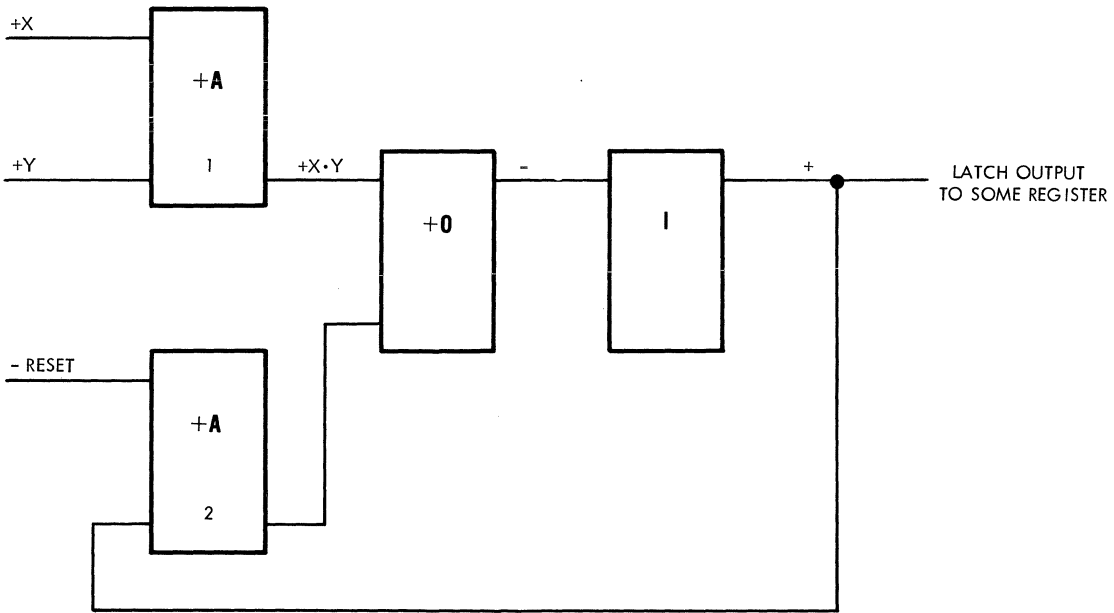 +X
+A
1
+Y
+X·Y
+O
-
I
+
LATCH OUTPUT
TO SOME REGISTER
- RESET
+A
2